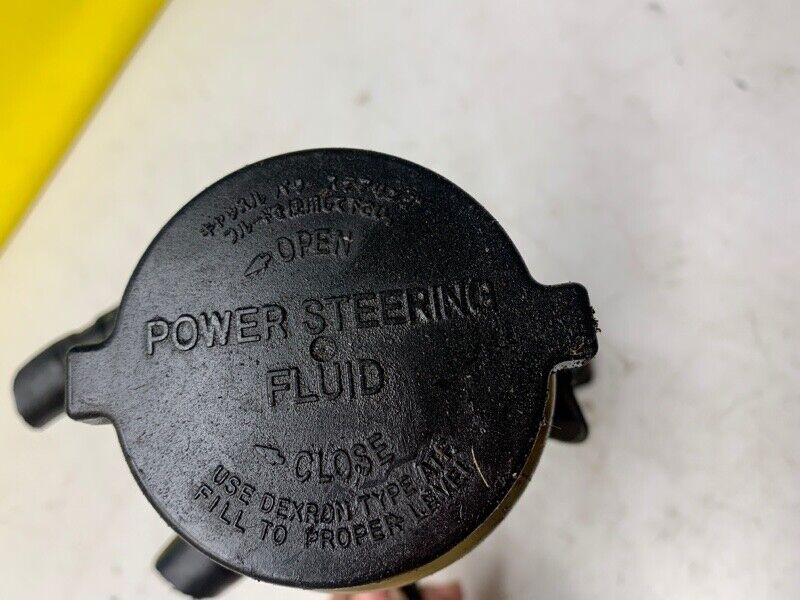 OPEN
POWER STEERING
FLUID
CLOSE
USE DEXRON TYPE ATF
FILL TO PROPER LEVEL